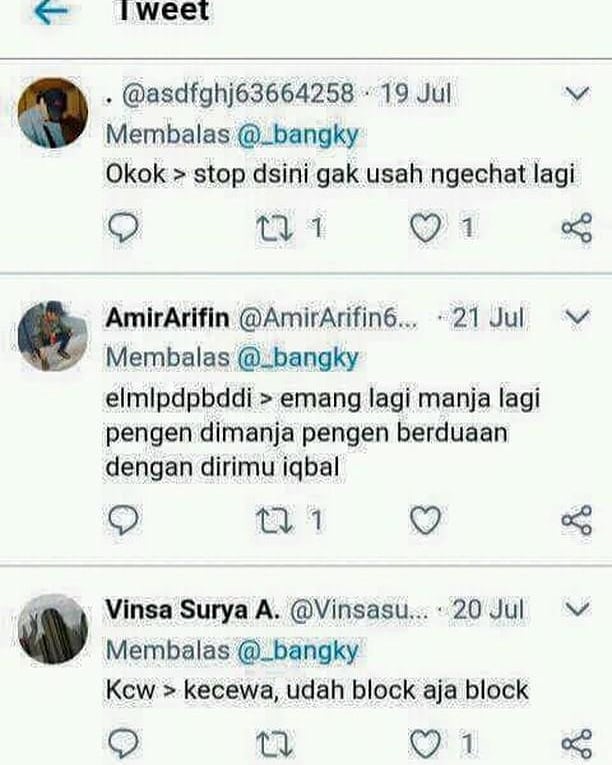 Tweet
. @asdfghj63664258 · 19 Jul
Membalas @_bangky
Okok > stop dsini gak usah ngechat lagi
1 1
AmirArifin @AmirArifin6... · 21 Jul
Membalas @_bangky
elmlpdpbddi > emang lagi manja lagi
pengen dimanja pengen berduaan
dengan dirimu iqbal
1
Vinsa Surya A. @Vinsasu... · 20 Jul
Membalas @_bangky
Kcw > kecewa, udah block aja block
1